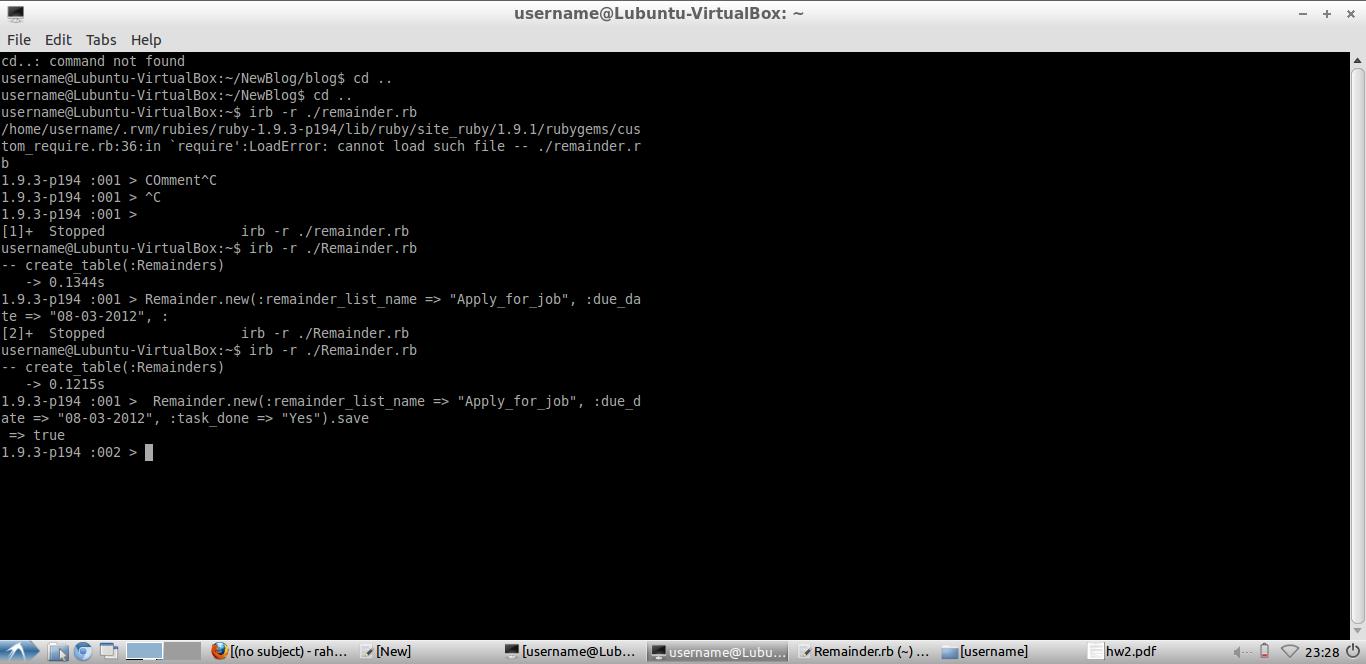 username@Lubuntu-VirtualBox: ~
File Edit Tabs Help
cd..: command not found
username@Lubuntu-VirtualBox:~/NewBlog/blog$ cd ..
username@Lubuntu-VirtualBox:~/NewBlog$ cd ..
username@Lubuntu-VirtualBox:~$ irb -r ./remainder.rb
/home/username/.rvm/rubies/ruby-1.9.3-p194/lib/ruby/site_ruby/1.9.1/rubygems/cus
tom_require.rb:36:in `require':LoadError: cannot load such file -- ./remainder.r
b
1.9.3-p194 :001 > COmment^C
1.9.3-p194 :001 > ^C
1.9.3-p194 :001 >
[1]+  Stopped                 irb -r ./remainder.rb
username@Lubuntu-VirtualBox:~$ irb -r ./Remainder.rb
-- create_table(:Remainders)
   -> 0.1344s
1.9.3-p194 :001 > Remainder.new(:remainder_list_name => "Apply_for_job", :due_da
te => "08-03-2012", :
[2]+  Stopped                 irb -r ./Remainder.rb
username@Lubuntu-VirtualBox:~$ irb -r ./Remainder.rb
-- create_table(:Remainders)
   -> 0.1215s
1.9.3-p194 :001 >  Remainder.new(:remainder_list_name => "Apply_for_job", :due_d
ate => "08-03-2012", :task_done => "Yes").save
 => true
1.9.3-p194 :002 >
[(no subject) - rah... [New] [username@Lub... username@Lubu... Remainder.rb (~) ... [username] hw2.pdf 23:28